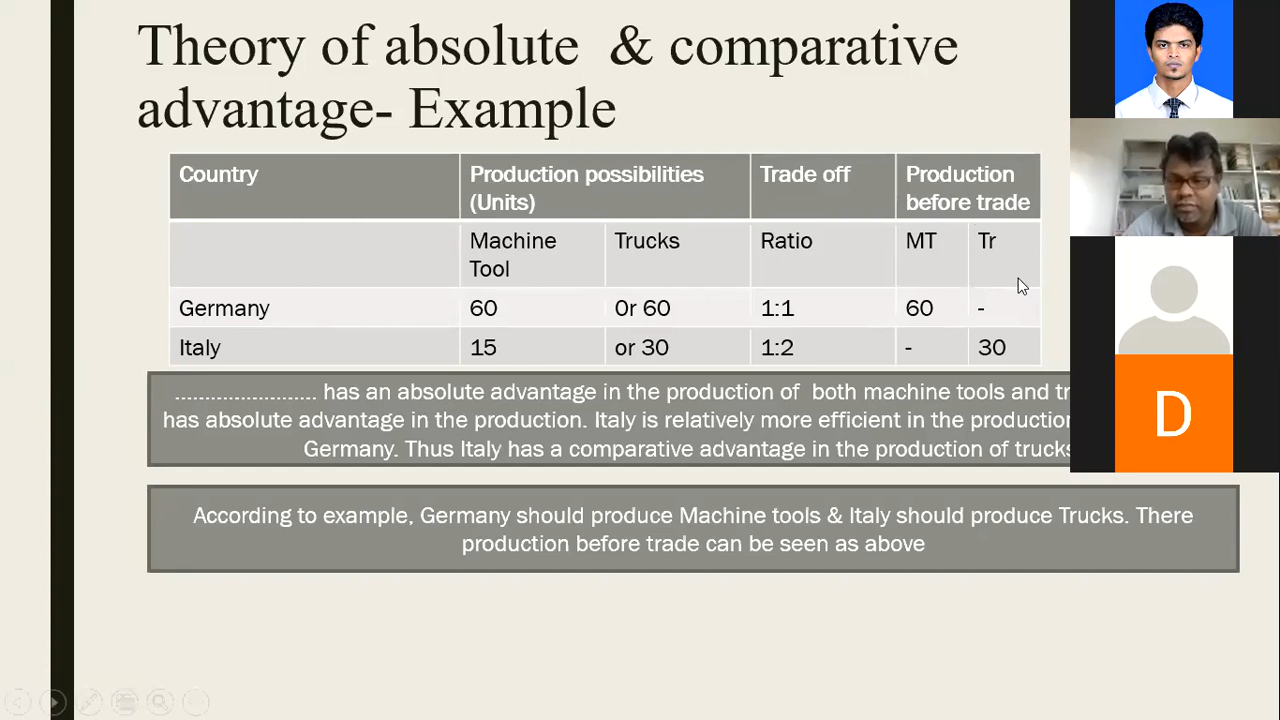 Theory of absolute & comparative
advantage- Example
Country Production possibilities (Units) Trade off Production before trade
Machine Tool Trucks Ratio MT Tr
Germany 60 0r 60 1:1 60 -
Italy 15 or 30 1:2 - 30
........................ has an absolute advantage in the production of both machine tools and
has absolute advantage in the production. Italy is relatively more efficient in the production
Germany. Thus Italy has a comparative advantage in the production of trucks
According to example, Germany should produce Machine tools & Italy should produce Trucks. There
production before trade can be seen as above
D